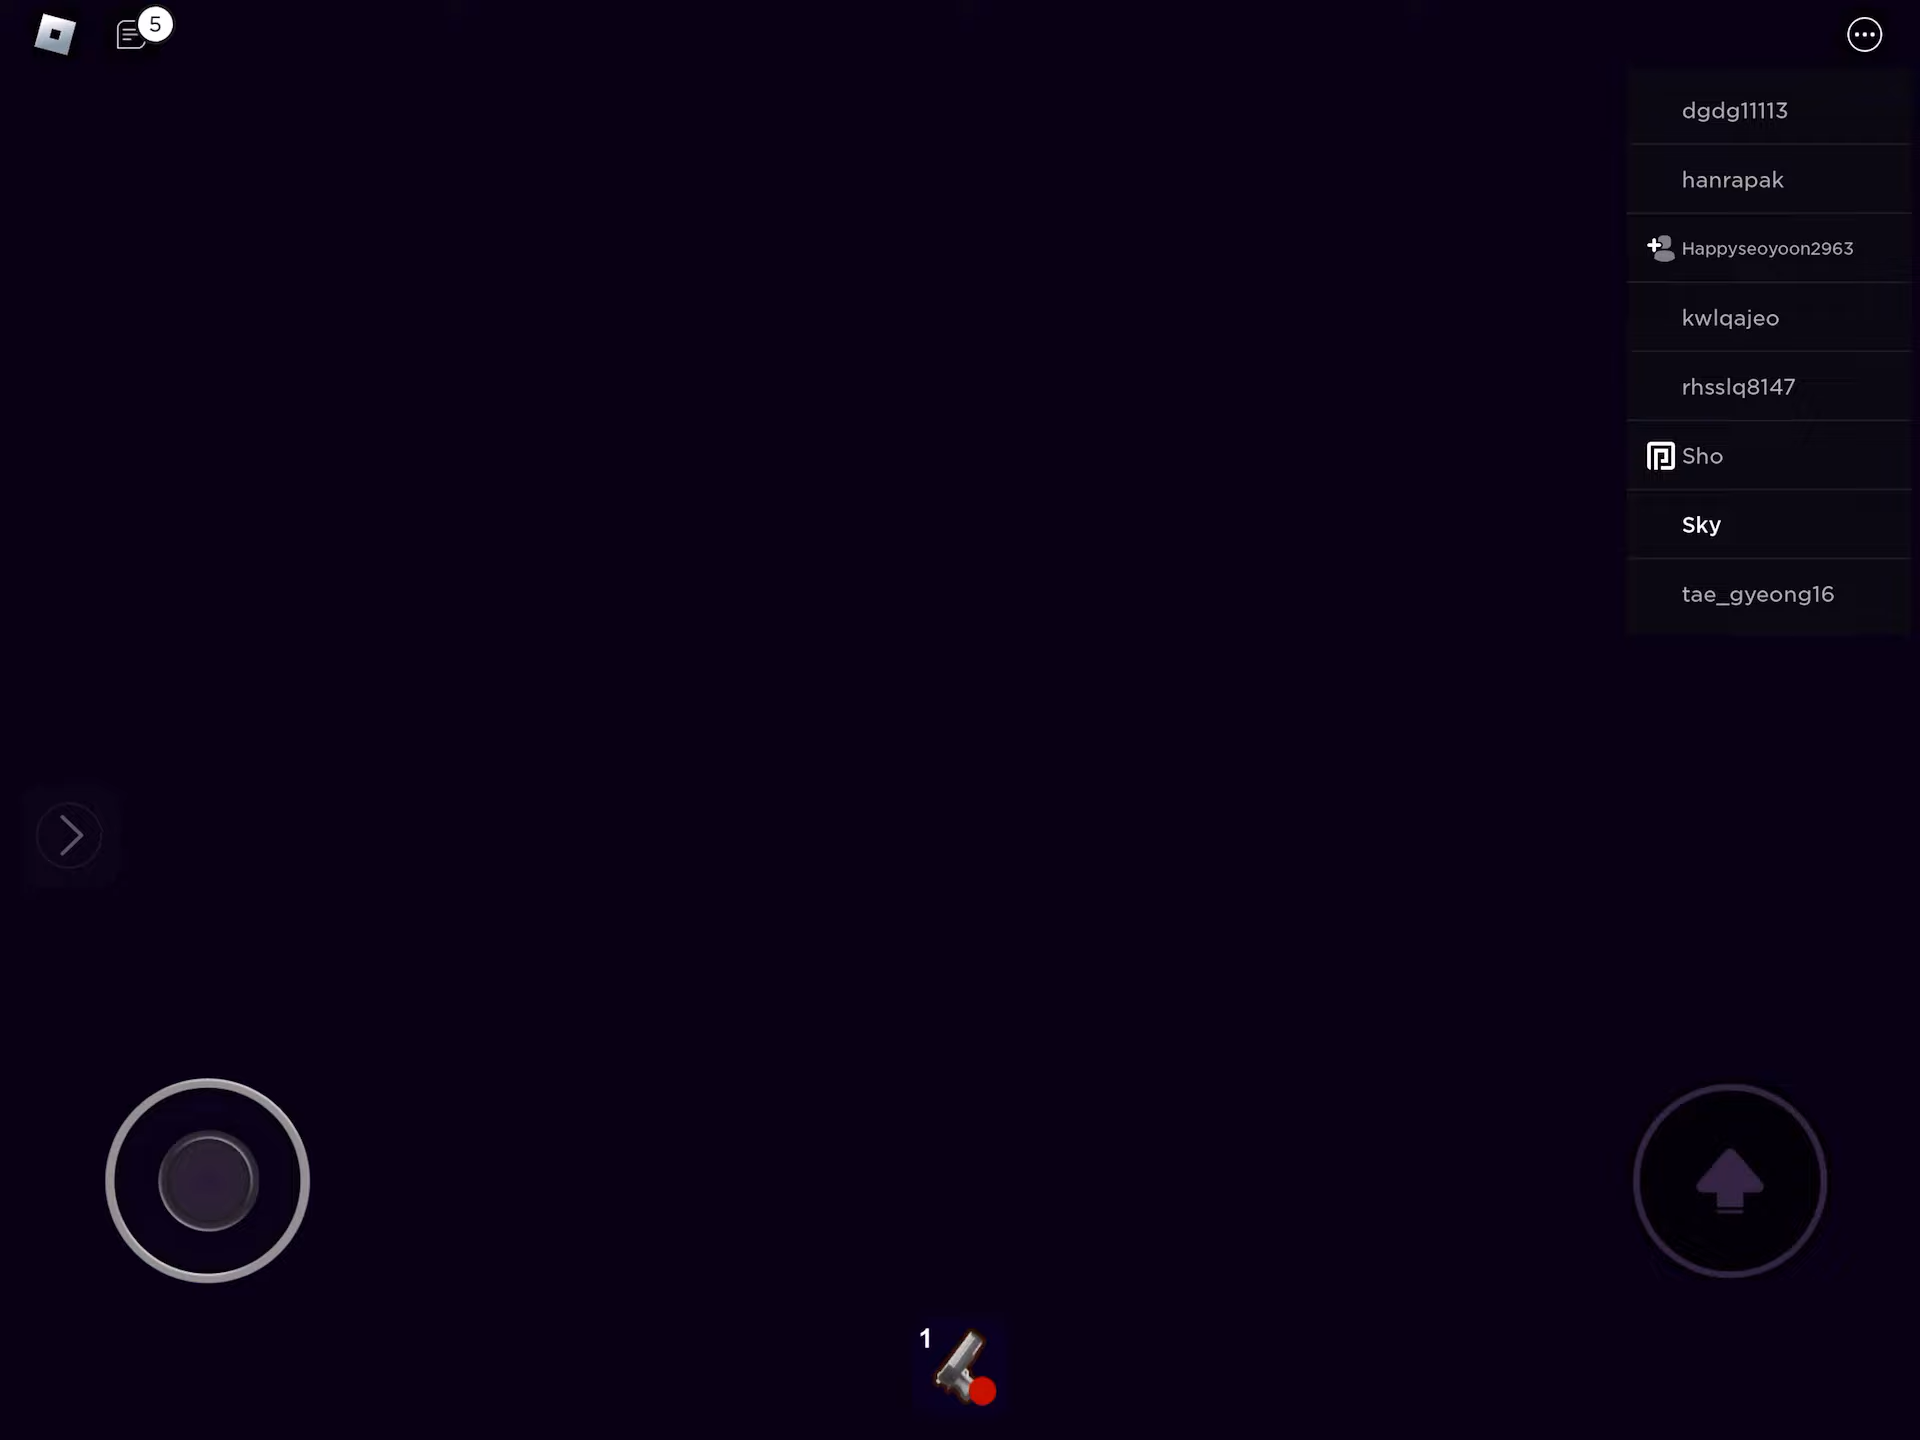 5
dgdg11113
hanrapak
Happyseoyoon2963
kwlqajeo
rhsslq8147
Sho
Sky
tae_gyeong16
1